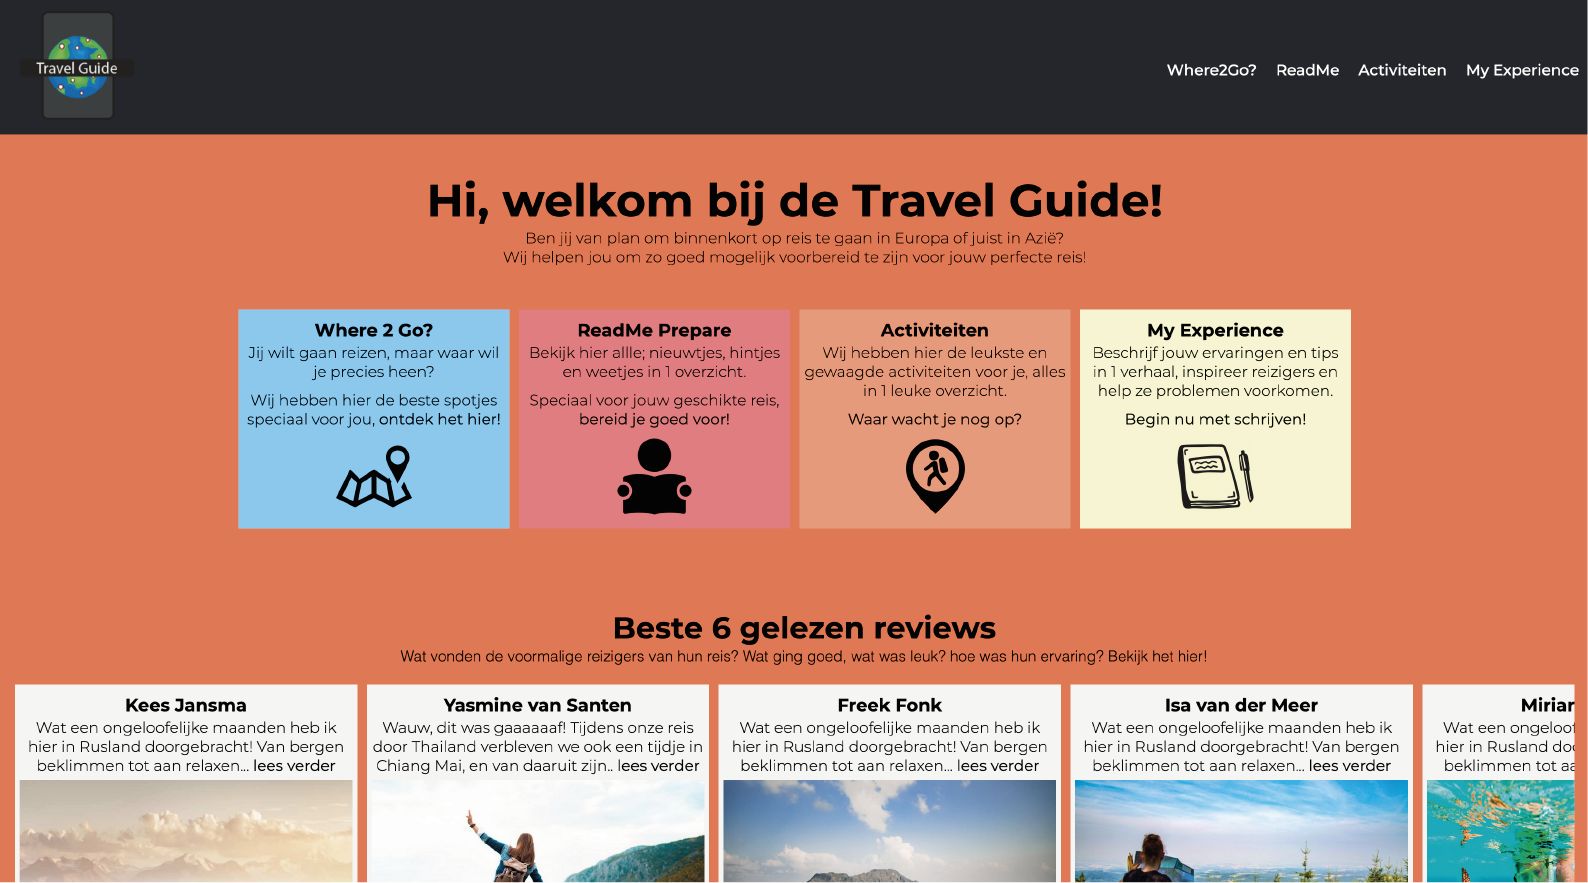 Travel Guide
Where2Go? ReadMe Activiteiten My Experience
Hi, welkom bij de Travel Guide!
Ben jij van plan om binnenkort op reis te gaan in Europa of juist in Azië?
Wij helpen jou om zo goed mogelijk voorbereid te zijn voor jouw perfecte reis!
Where 2 Go?
Jij wilt gaan reizen, maar waar wil
je precies heen?
Wij hebben hier de beste spotjes
speciaal voor jou, ontdek het hier!
ReadMe Prepare
Bekijk hier allle; nieuwtjes, hintjes
en weetjes in 1 overzicht.
Speciaal voor jouw geschikte reis,
bereid je goed voor!
Activiteiten
Wij hebben hier de leukste en
gewaagde activiteiten voor je, alles
in 1 leuke overzicht.
Waar wacht je nog op?
My Experience
Beschrijf jouw ervaringen en tips
in 1 verhaal, inspireer reizigers en
help ze problemen voorkomen.
Begin nu met schrijven!
Beste 6 gelezen reviews
Wat vonden de voormalige reizigers van hun reis? Wat ging goed, wat was leuk? hoe was hun ervaring? Bekijk het hier!
Kees Jansma
Wat een ongeloofelijke maanden heb ik
hier in Rusland doorgebracht! Van bergen
beklimmen tot aan relaxen... lees verder
Yasmine van Santen
Wauw, dit was gaaaaaaf! Tijdens onze reis
door Thailand verbleven we ook een tijdje in
Chiang Mai, en van daaruit zijn.. lees verder
Freek Fonk
Wat een ongeloofelijke maanden heb ik
hier in Rusland doorgebracht! Van bergen
beklimmen tot aan relaxen... lees verder
Isa van der Meer
Wat een ongeloofelijke maanden heb ik
hier in Rusland doorgebracht! Van bergen
beklimmen tot aan relaxen... lees verder
Wat een
hier in Rusland
beklimmen tot